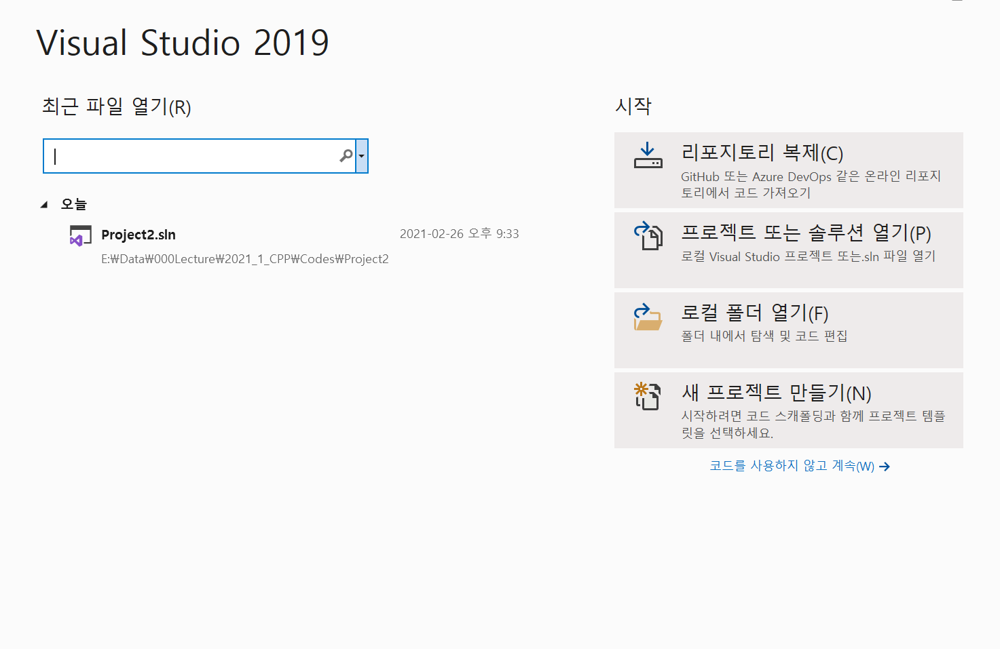 Visual Studio 2019
최근 파일 열기(R)
오늘
Project2.sln
2021-02-26 오후 9:33
E:₩Data₩000Lecture₩2021_1_CPP₩Codes₩Project2
시작
리포지토리 복제(C)
GitHub 또는 Azure DevOps 같은 온라인 리포지
토리에서 코드 가져오기
프로젝트 또는 솔루션 열기(P)
로컬 Visual Studio 프로젝트 또는.sln 파일 열기
로컬 폴더 열기(F)
폴더 내에서 탐색 및 코드 편집
새 프로젝트 만들기(N)
시작하려면 코드 스캐폴딩과 함께 프로젝트 템플
릿을 선택하세요.
코드를 사용하지 않고 계속(W)